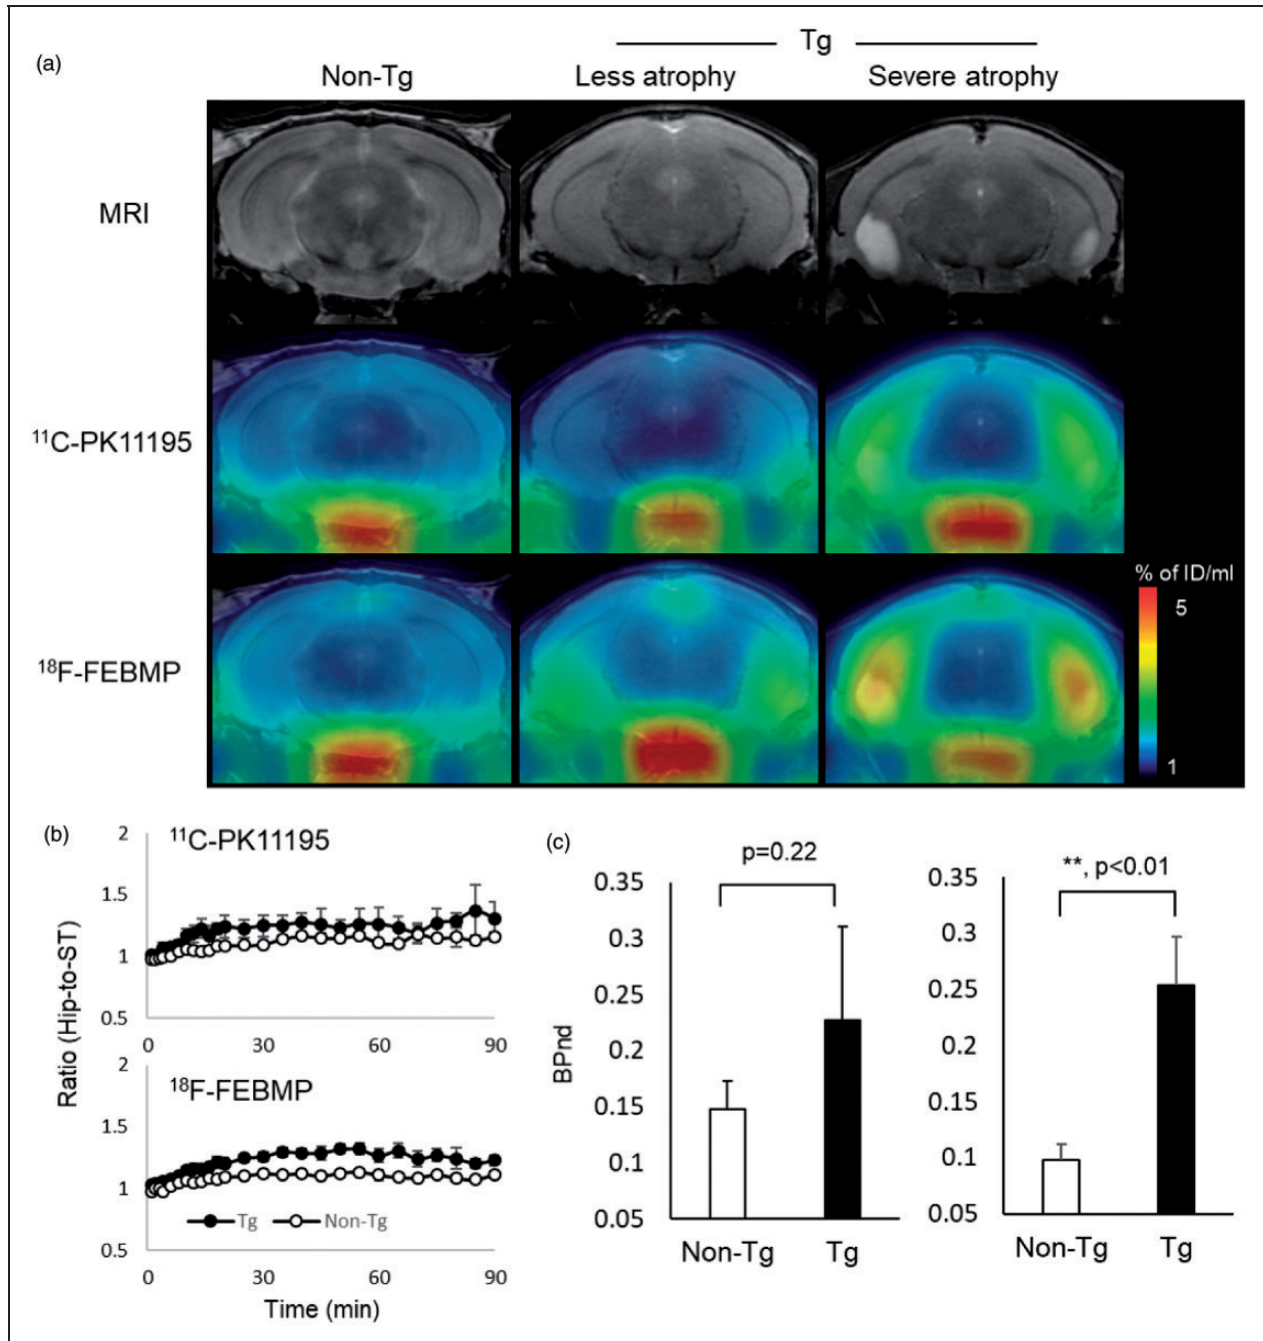 (a)
Tg
Non-Tg Less atrophy Severe atrophy
MRI
¹¹C-PK11195
% of ID/ml
5
¹⁸F-FEBMP
1
(b)
2
¹¹C-PK11195
1.5
1
0.5
0 30 60 90
2
¹⁸F-FEBMP
1.5
1
Tg Non-Tg
0.5
0 30 60 90
Time (min)
Ratio (Hip-to-ST)
(c)
p=0.22
0.35
0.3
0.25
0.2
0.15
0.1
0.05
BPnd
Non-Tg Tg
**, p<0.01
0.35
0.3
0.25
0.2
0.15
0.1
0.05
Non-Tg Tg